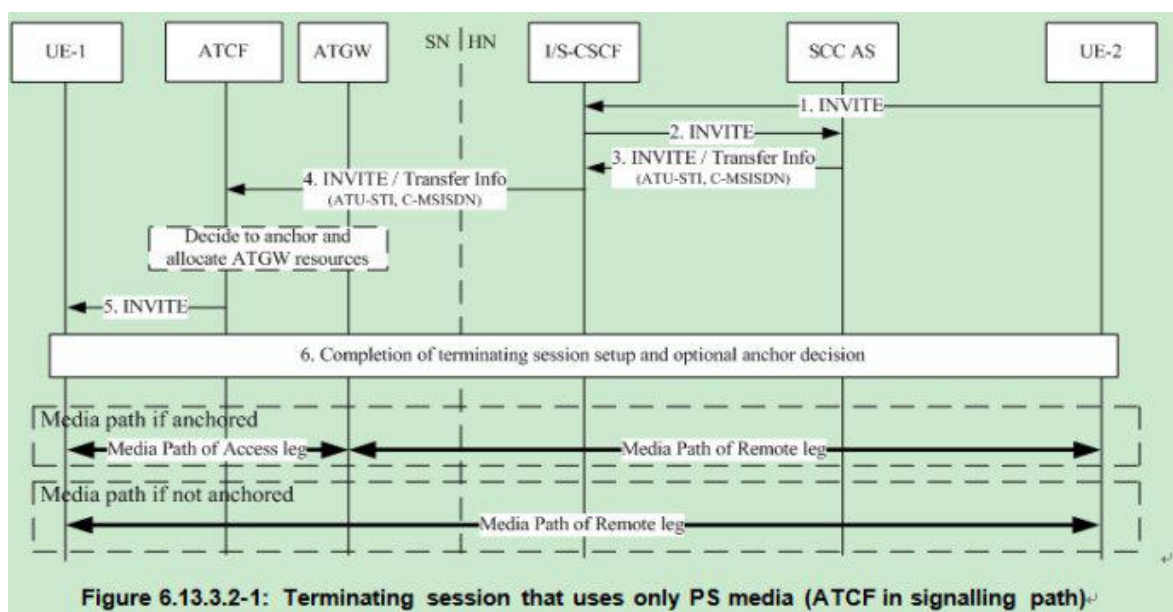 UE-1
ATCF
ATGW
SN
HN
I/S-CSCF
SCC AS
UE-2
1. INVITE
2. INVITE
3. INVITE / Transfer Info
(ATU-STI, C-MSISDN)
4. INVITE / Transfer Info
(ATU-STI, C-MSISDN)
Decide to anchor and
allocate ATGW resources
5. INVITE
6. Completion of terminating session setup and optional anchor decision
Media path if anchored
Media Path of Access leg
Media Path of Remote leg
Media path if not anchored
Media Path of Remote leg
Figure 6.13.3.2-1: Terminating session that uses only PS media (ATCF in signalling path)